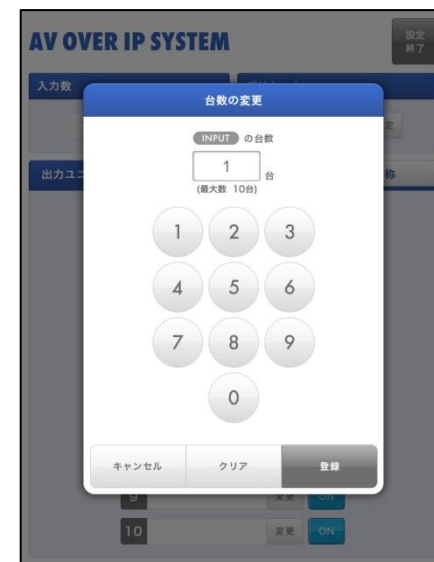 AV OVER IP SYSTEM
設定
終了
入力数
台数の変更
INPUT の台数
1 台
(最大数 10台)
出力ユニ
称
1 2 3
4 5 6
7 8 9
0
キャンセル クリア 登録
9 変更 ON
10 変更 ON